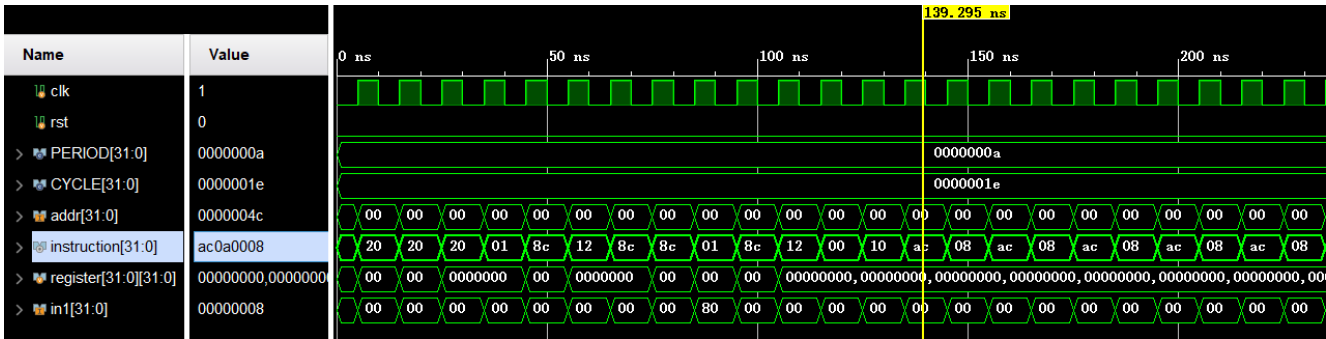 139.295 ns
Name Value 0 ns 50 ns 100 ns 150 ns 200 ns
clk 1
rst 0
PERIOD[31:0] 0000000a 0000000a
CYCLE[31:0] 0000001e 0000001e
addr[31:0] 0000004c 00 00 00 00 00 00 00 00 00 00 00 00 00 00 00 00 00 00 00 00 00 00 00
instruction[31:0] ac0a0008 20 20 20 01 8c 12 8c 8c 01 8c 12 00 10 ac 08 ac 08 ac 08 ac 08 ac 08
register[31:0][31:0] 00000000,00000000 00 00 0000000 00 0000000 00 00 00 00000000,00000000,00000000,00000000,00000000,00000000,00000000,00
in1[31:0] 00000008 00 00 00 00 00 00 00 00 80 00 00 00 00 00 00 00 00 00 00 00 00 00 00